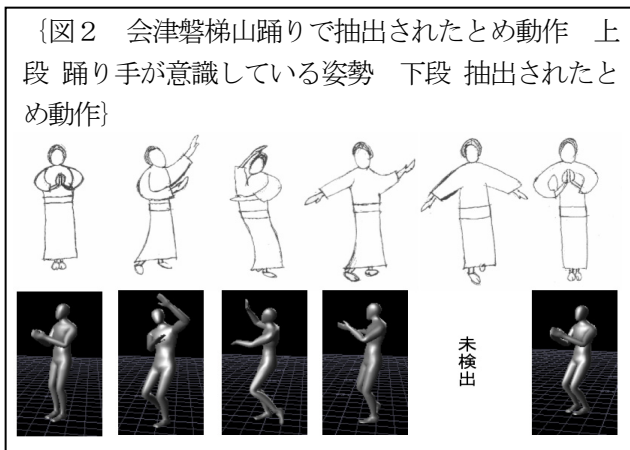 {図２　会津磐梯山踊りで抽出されたとめ動作　上
段 踊り手が意識している姿勢　下段 抽出されたと
め動作}
未検出